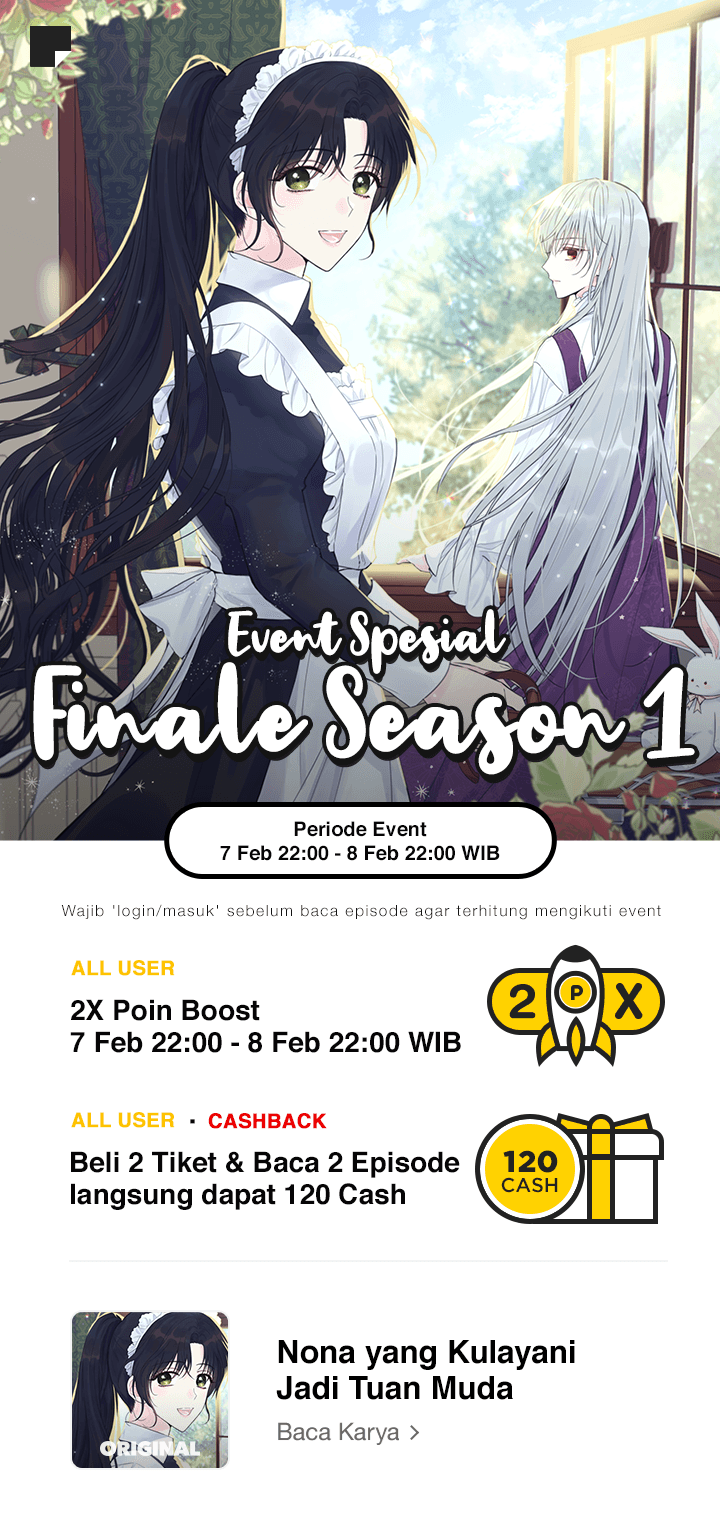 Event Spesial
Finale Season 1
Periode Event
7 Feb 22:00 - 8 Feb 22:00 WIB
Wajib 'login/masuk' sebelum baca episode agar terhitung mengikuti event
ALL USER
2X Poin Boost
7 Feb 22:00 - 8 Feb 22:00 WIB
2 P X
ALL USER · CASHBACK
Beli 2 Tiket & Baca 2 Episode
langsung dapat 120 Cash
120
CASH
ORIGINAL
Nona yang Kulayani
Jadi Tuan Muda
Baca Karya >